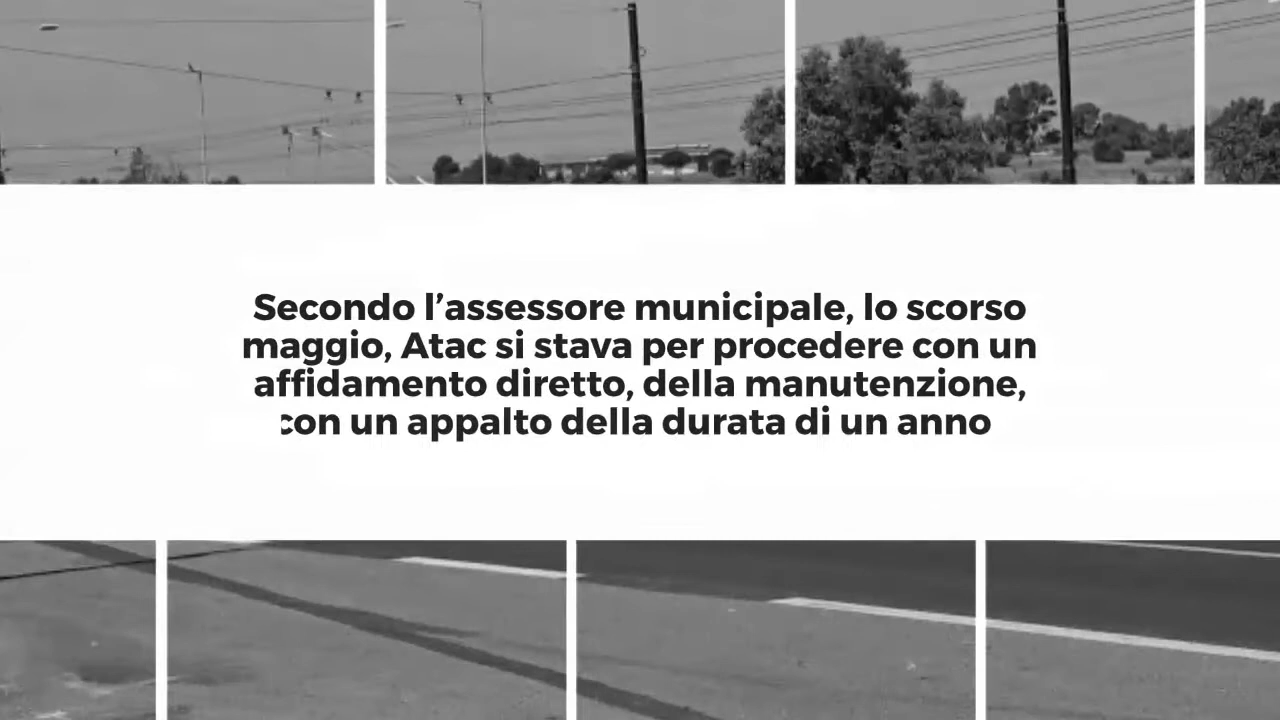 Secondo l’assessore municipale, lo scorso
maggio, Atac si stava per procedere con un
affidamento diretto, della manutenzione,
con un appalto della durata di un anno